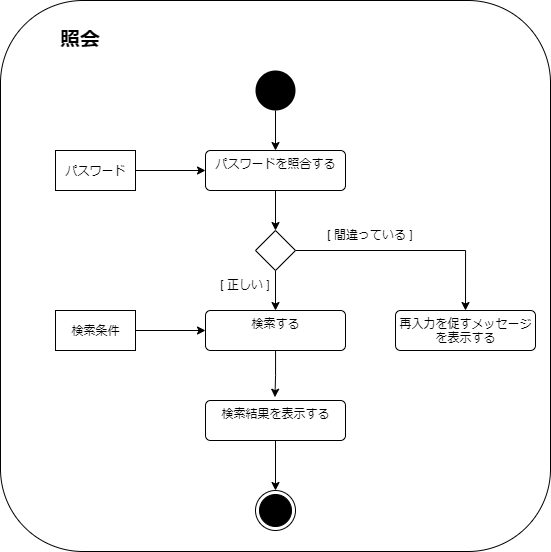 照会
パスワード
パスワードを照合する
[ 間違っている ]
[ 正しい ]
検索条件
検索する
再入力を促すメッセージ
を表示する
検索結果を表示する